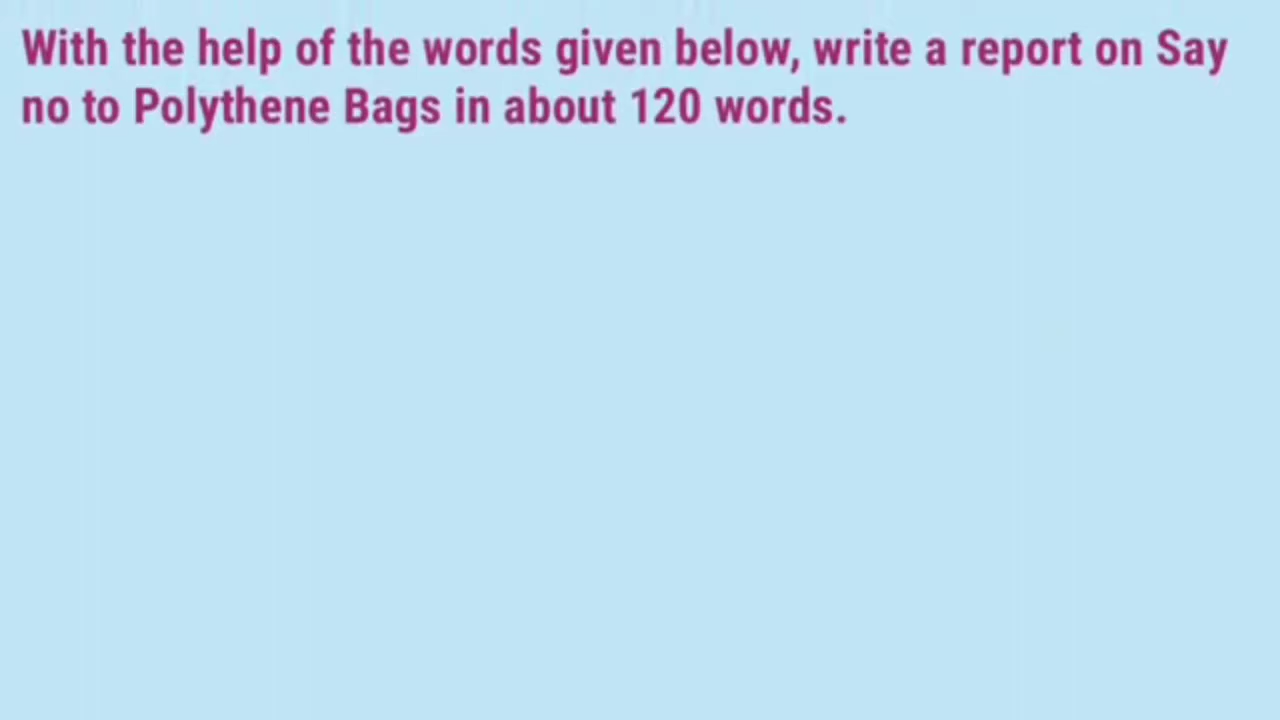 With the help of the words given below, write a report on Say
no to Polythene Bags in about 120 words.